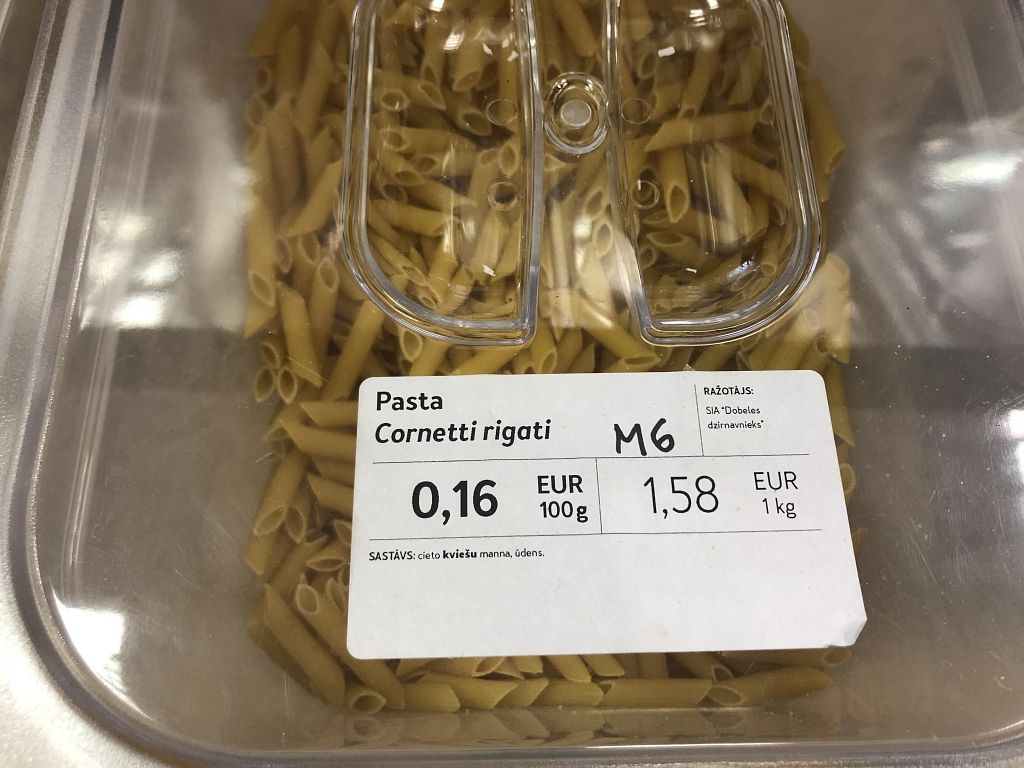 Pasta
Cornetti rigati
M6
RAŽOTĀJS:
SIA "Dobeles
dzirnavnieks"
0,16 EUR
100g
1,58 EUR
1 kg
SASTĀVS: cieto kviešu manna, ūdens.